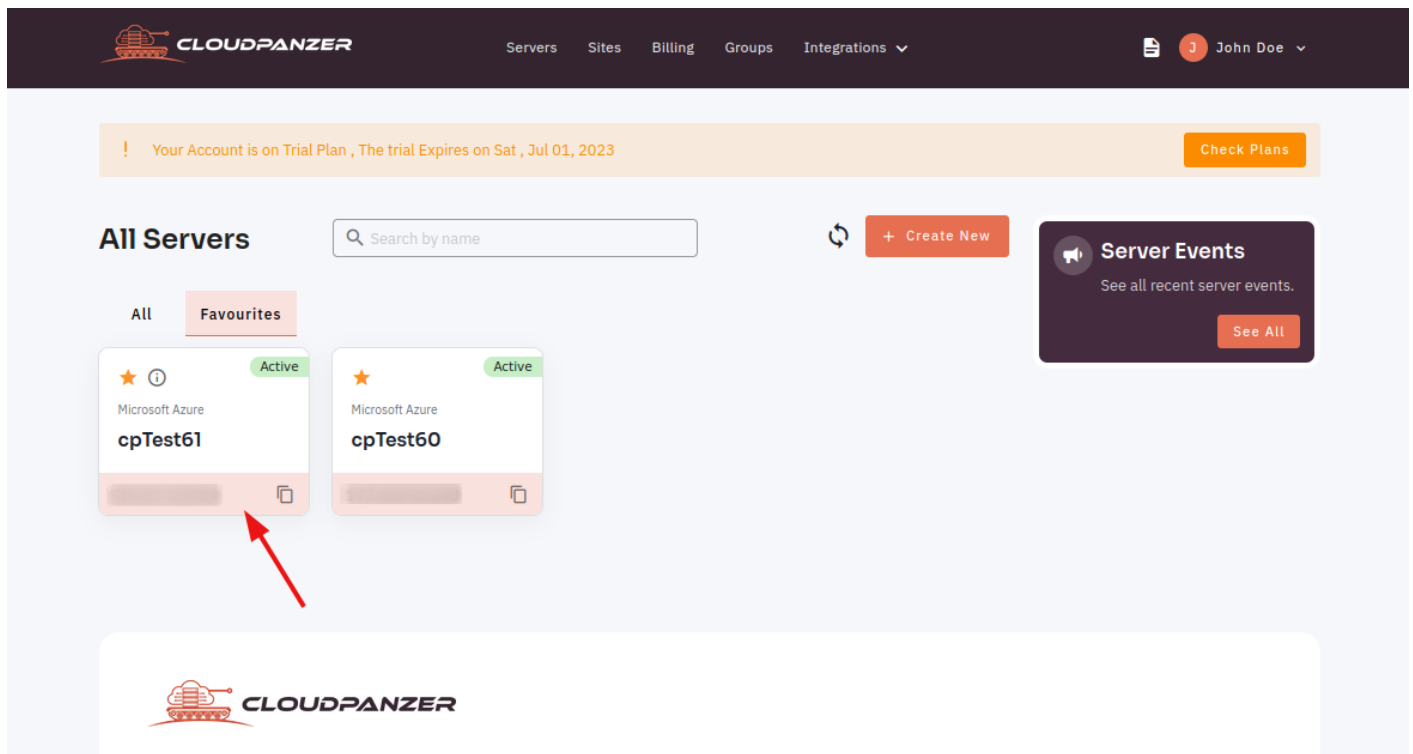 CLOUDPANZER
Servers Sites Billing Groups Integrations
J John Doe
! Your Account is on Trial Plan , The trial Expires on Sat , Jul 01, 2023
Check Plans
All Servers
Search by name
+ Create New
Server Events
See all recent server events.
See All
All Favourites
Active
Microsoft Azure
cpTest61
Active
Microsoft Azure
cpTest60
CLOUDPANZER